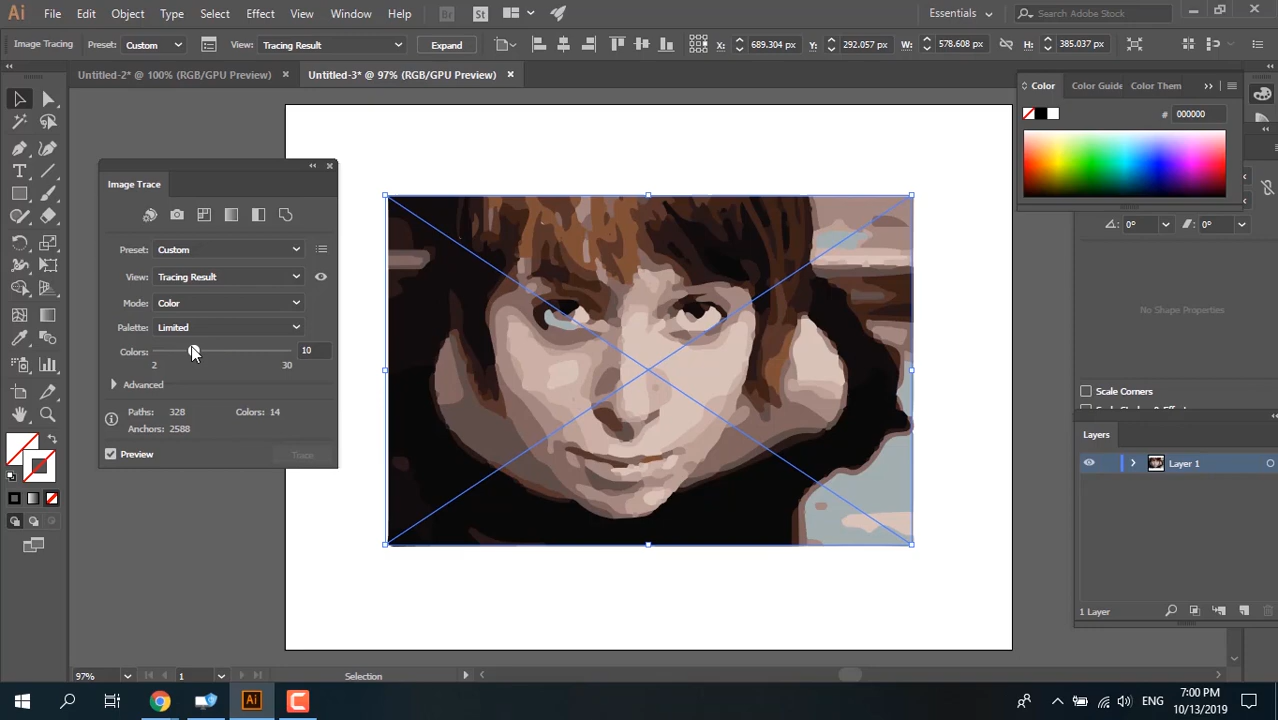 Ai File Edit Object Type Select Effect View Window Help Br St Essentials Search Adobe Stock
Image Tracing Preset: Custom View: Tracing Result Expand X: 689.304 px Y: 292.057 px W: 578.608 px H: 385.037 px
Untitled-2* @ 100% (RGB/GPU Preview) Untitled-3* @ 97% (RGB/GPU Preview)
Color Color Guide Color Them
# 000000
Image Trace
Preset: Custom
View: Tracing Result
Mode: Color
Palette: Limited
Colors: 10
2 30
Advanced
Paths: 328 Colors: 14
Anchors: 2588
Preview Trace
0° 0°
No Shape Properties
Scale Corners
Layers
Layer 1
1 Layer
97% 1 Selection
Ai ENG 7:00 PM
10/13/2019